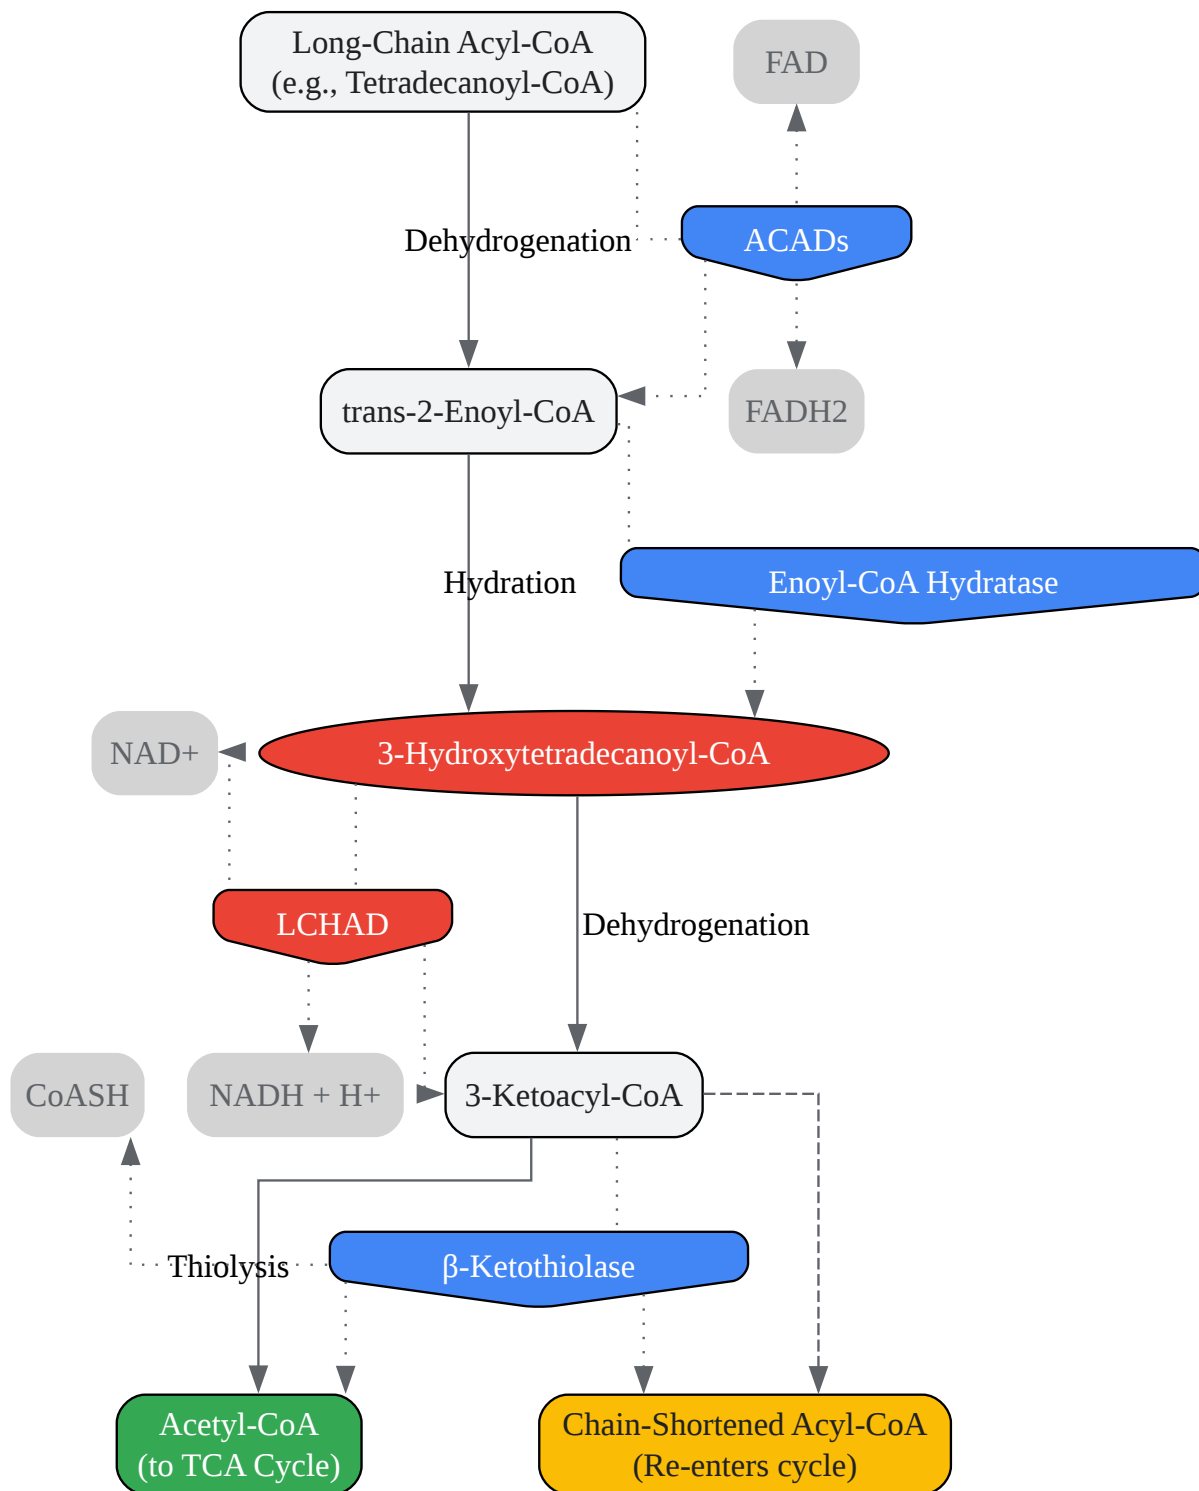 Long-Chain Acyl-CoA
(e.g., Tetradecanoyl-CoA)
FAD
Dehydrogenation
ACADs
trans-2-Enoyl-CoA
FADH2
Hydration
Enoyl-CoA Hydratase
NAD+
3-Hydroxytetradecanoyl-CoA
LCHAD
Dehydrogenation
CoASH
NADH + H+
3-Ketoacyl-CoA
Thiolysis
β-Ketothiolase
Acetyl-CoA
(to TCA Cycle)
Chain-Shortened Acyl-CoA
(Re-enters cycle)